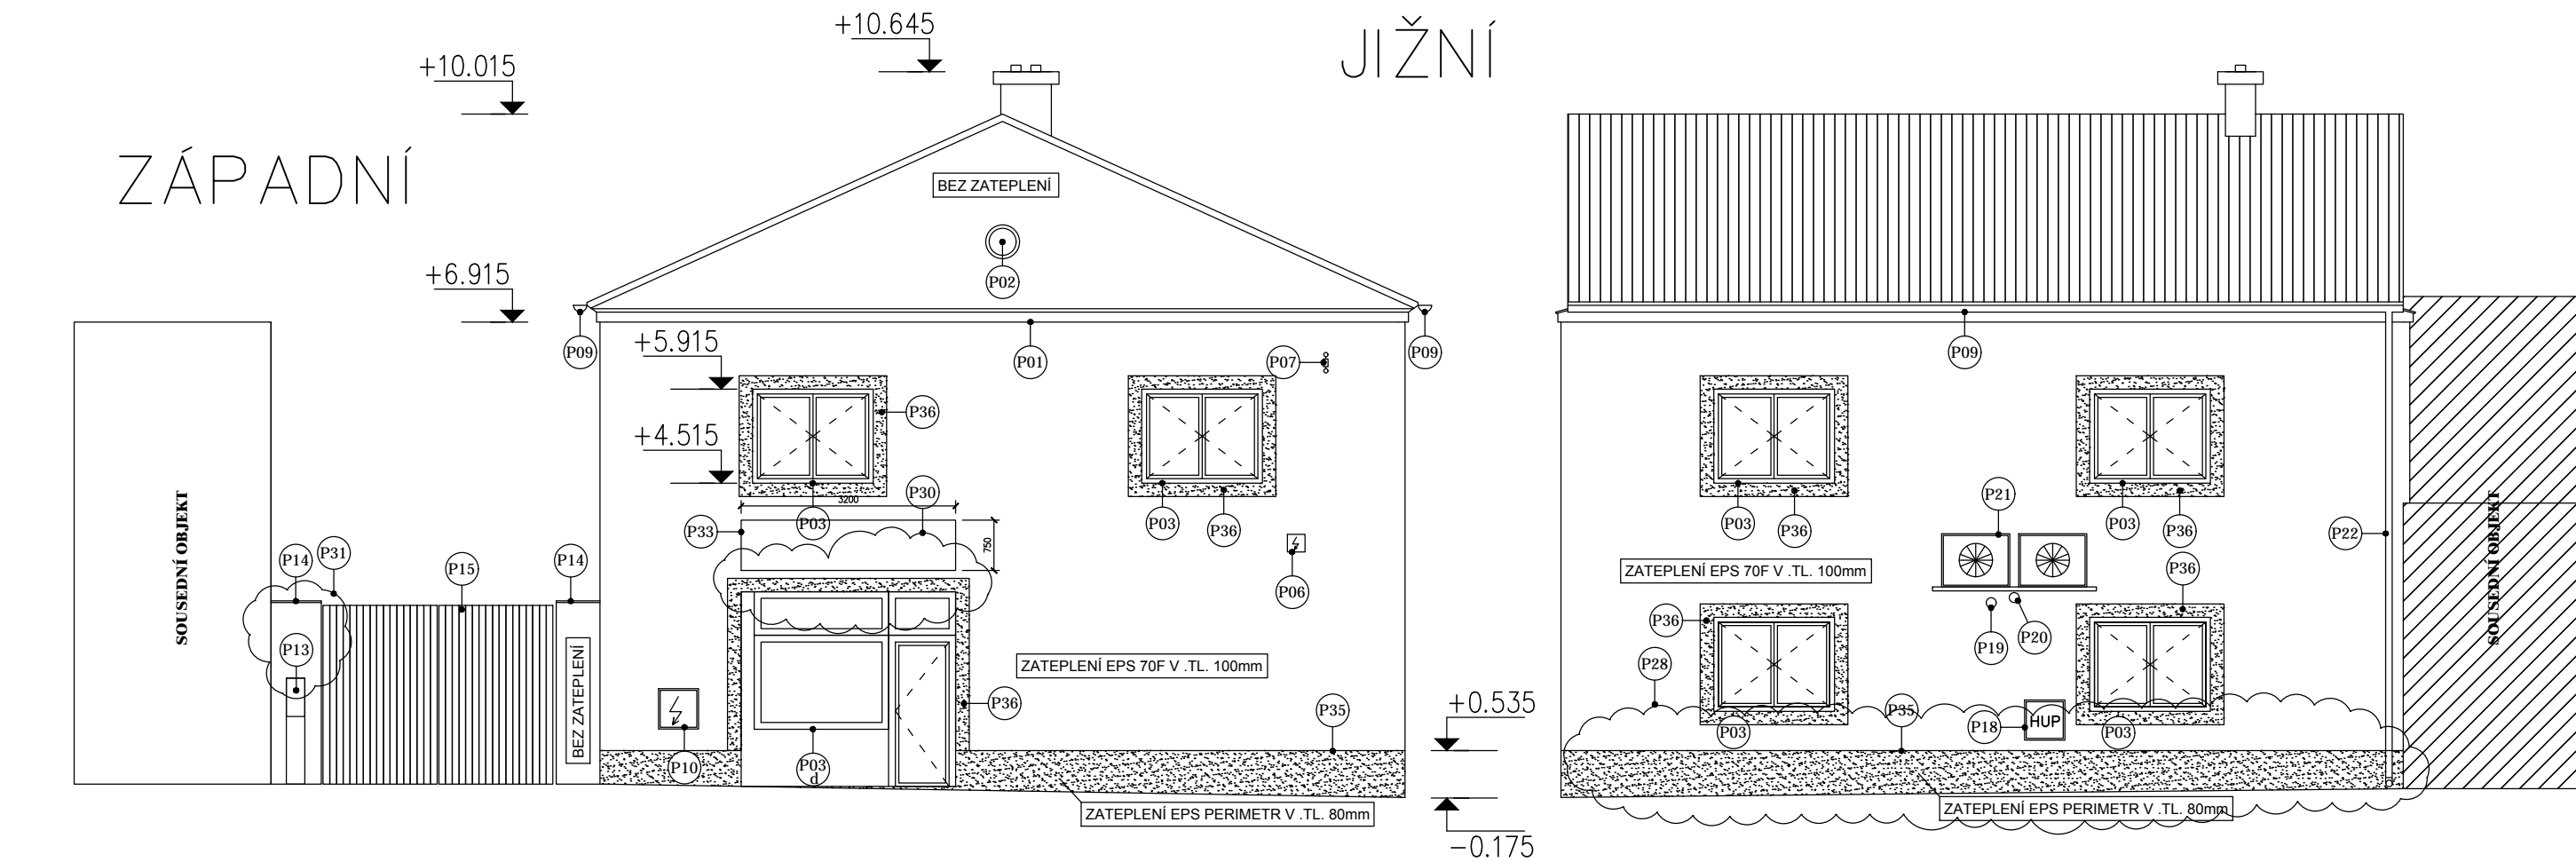 +10.645
JIŽNÍ
+10.015
ZÁPADNÍ
BEZ ZATEPLENÍ
P02
+6.915
P09
+5.915
P01
P07
P09
P09
P36
+4.515
P30
3200
P33
P03
P03
P36
750
P06
SOUSEDNÍ OBJEKT
P14
P31
P15
P14
P13
BEZ ZATEPLENÍ
ZATEPLENÍ EPS 70F V .TL. 100mm
P36
P35
P10
P03
d
ZATEPLENÍ EPS PERIMETR V .TL. 80mm
+0.535
-0.175
P03
P36
P21
P03
P36
P22
ZATEPLENÍ EPS 70F V .TL. 100mm
P36
P36
P19
P20
P28
P03
P35
P18
HUP
P03
SOUSEDNÍ OBJEKT
ZATEPLENÍ EPS PERIMETR V .TL. 80mm